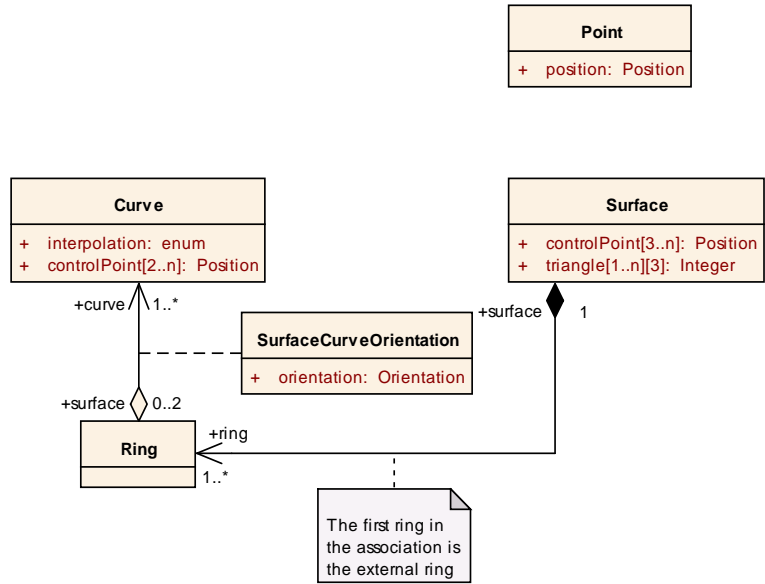 Point
+ position: Position
Curve
+ interpolation: enum
+ controlPoint[2..n]: Position
Surface
+ controlPoint[3..n]: Position
+ triangle[1..n][3]: Integer
+curve
1..*
+surface
1
SurfaceCurveOrientation
+ orientation: Orientation
+surface
0..2
Ring
+ring
1..*
The first ring in
the association is
the external ring